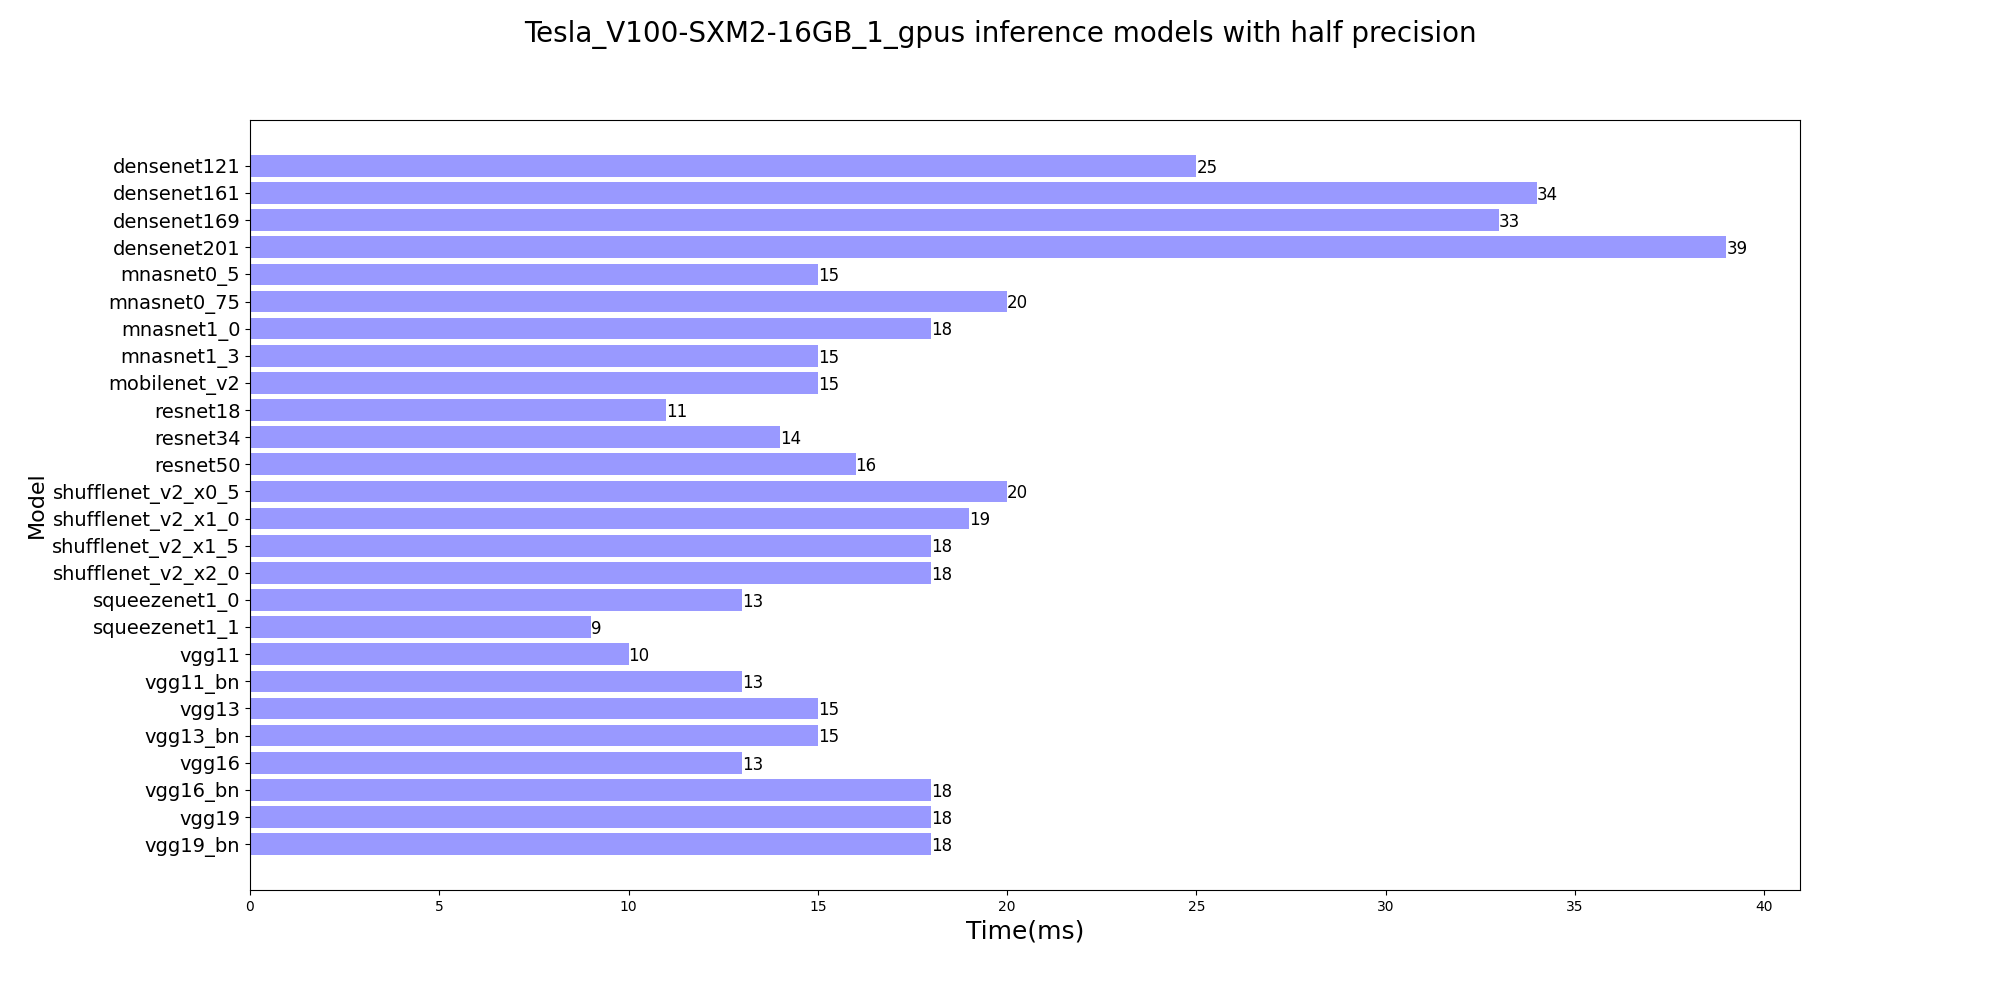 Tesla_V100-SXM2-16GB_1_gpus inference models with half precision
Model
densenet121 25
densenet161 34
densenet169 33
densenet201 39
mnasnet0_5 15
mnasnet0_75 20
mnasnet1_0 18
mnasnet1_3 15
mobilenet_v2 15
resnet18 11
resnet34 14
resnet50 16
shufflenet_v2_x0_5 20
shufflenet_v2_x1_0 19
shufflenet_v2_x1_5 18
shufflenet_v2_x2_0 18
squeezenet1_0 13
squeezenet1_1 9
vgg11 10
vgg11_bn 13
vgg13 15
vgg13_bn 15
vgg16 13
vgg16_bn 18
vgg19 18
vgg19_bn 18
0 5 10 15 20 25 30 35 40
Time(ms)